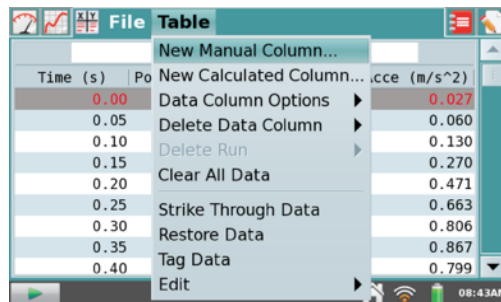 X Y File Table
New Manual Column...
New Calculated Column...
Data Column Options
Delete Data Column
Delete Run
Clear All Data
Strike Through Data
Restore Data
Tag Data
Edit
Time (s) Po Acce (m/s^2)
0.00 0.027
0.05 0.060
0.10 0.130
0.15 0.270
0.20 0.471
0.25 0.663
0.30 0.806
0.35 0.867
0.40 0.799
08:43AM